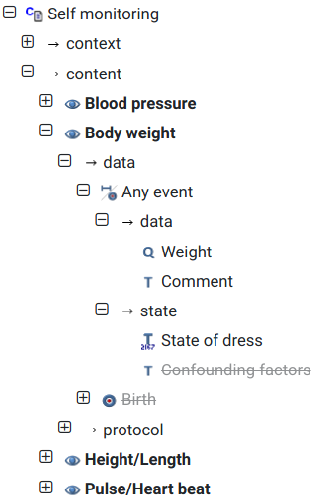 Self monitoring
→ context
› content
Blood pressure
Body weight
→ data
Any event
→ data
Q Weight
T Comment
→ state
State of dress
T Confounding factors
Birth
› protocol
Height/Length
Pulse/Heart beat